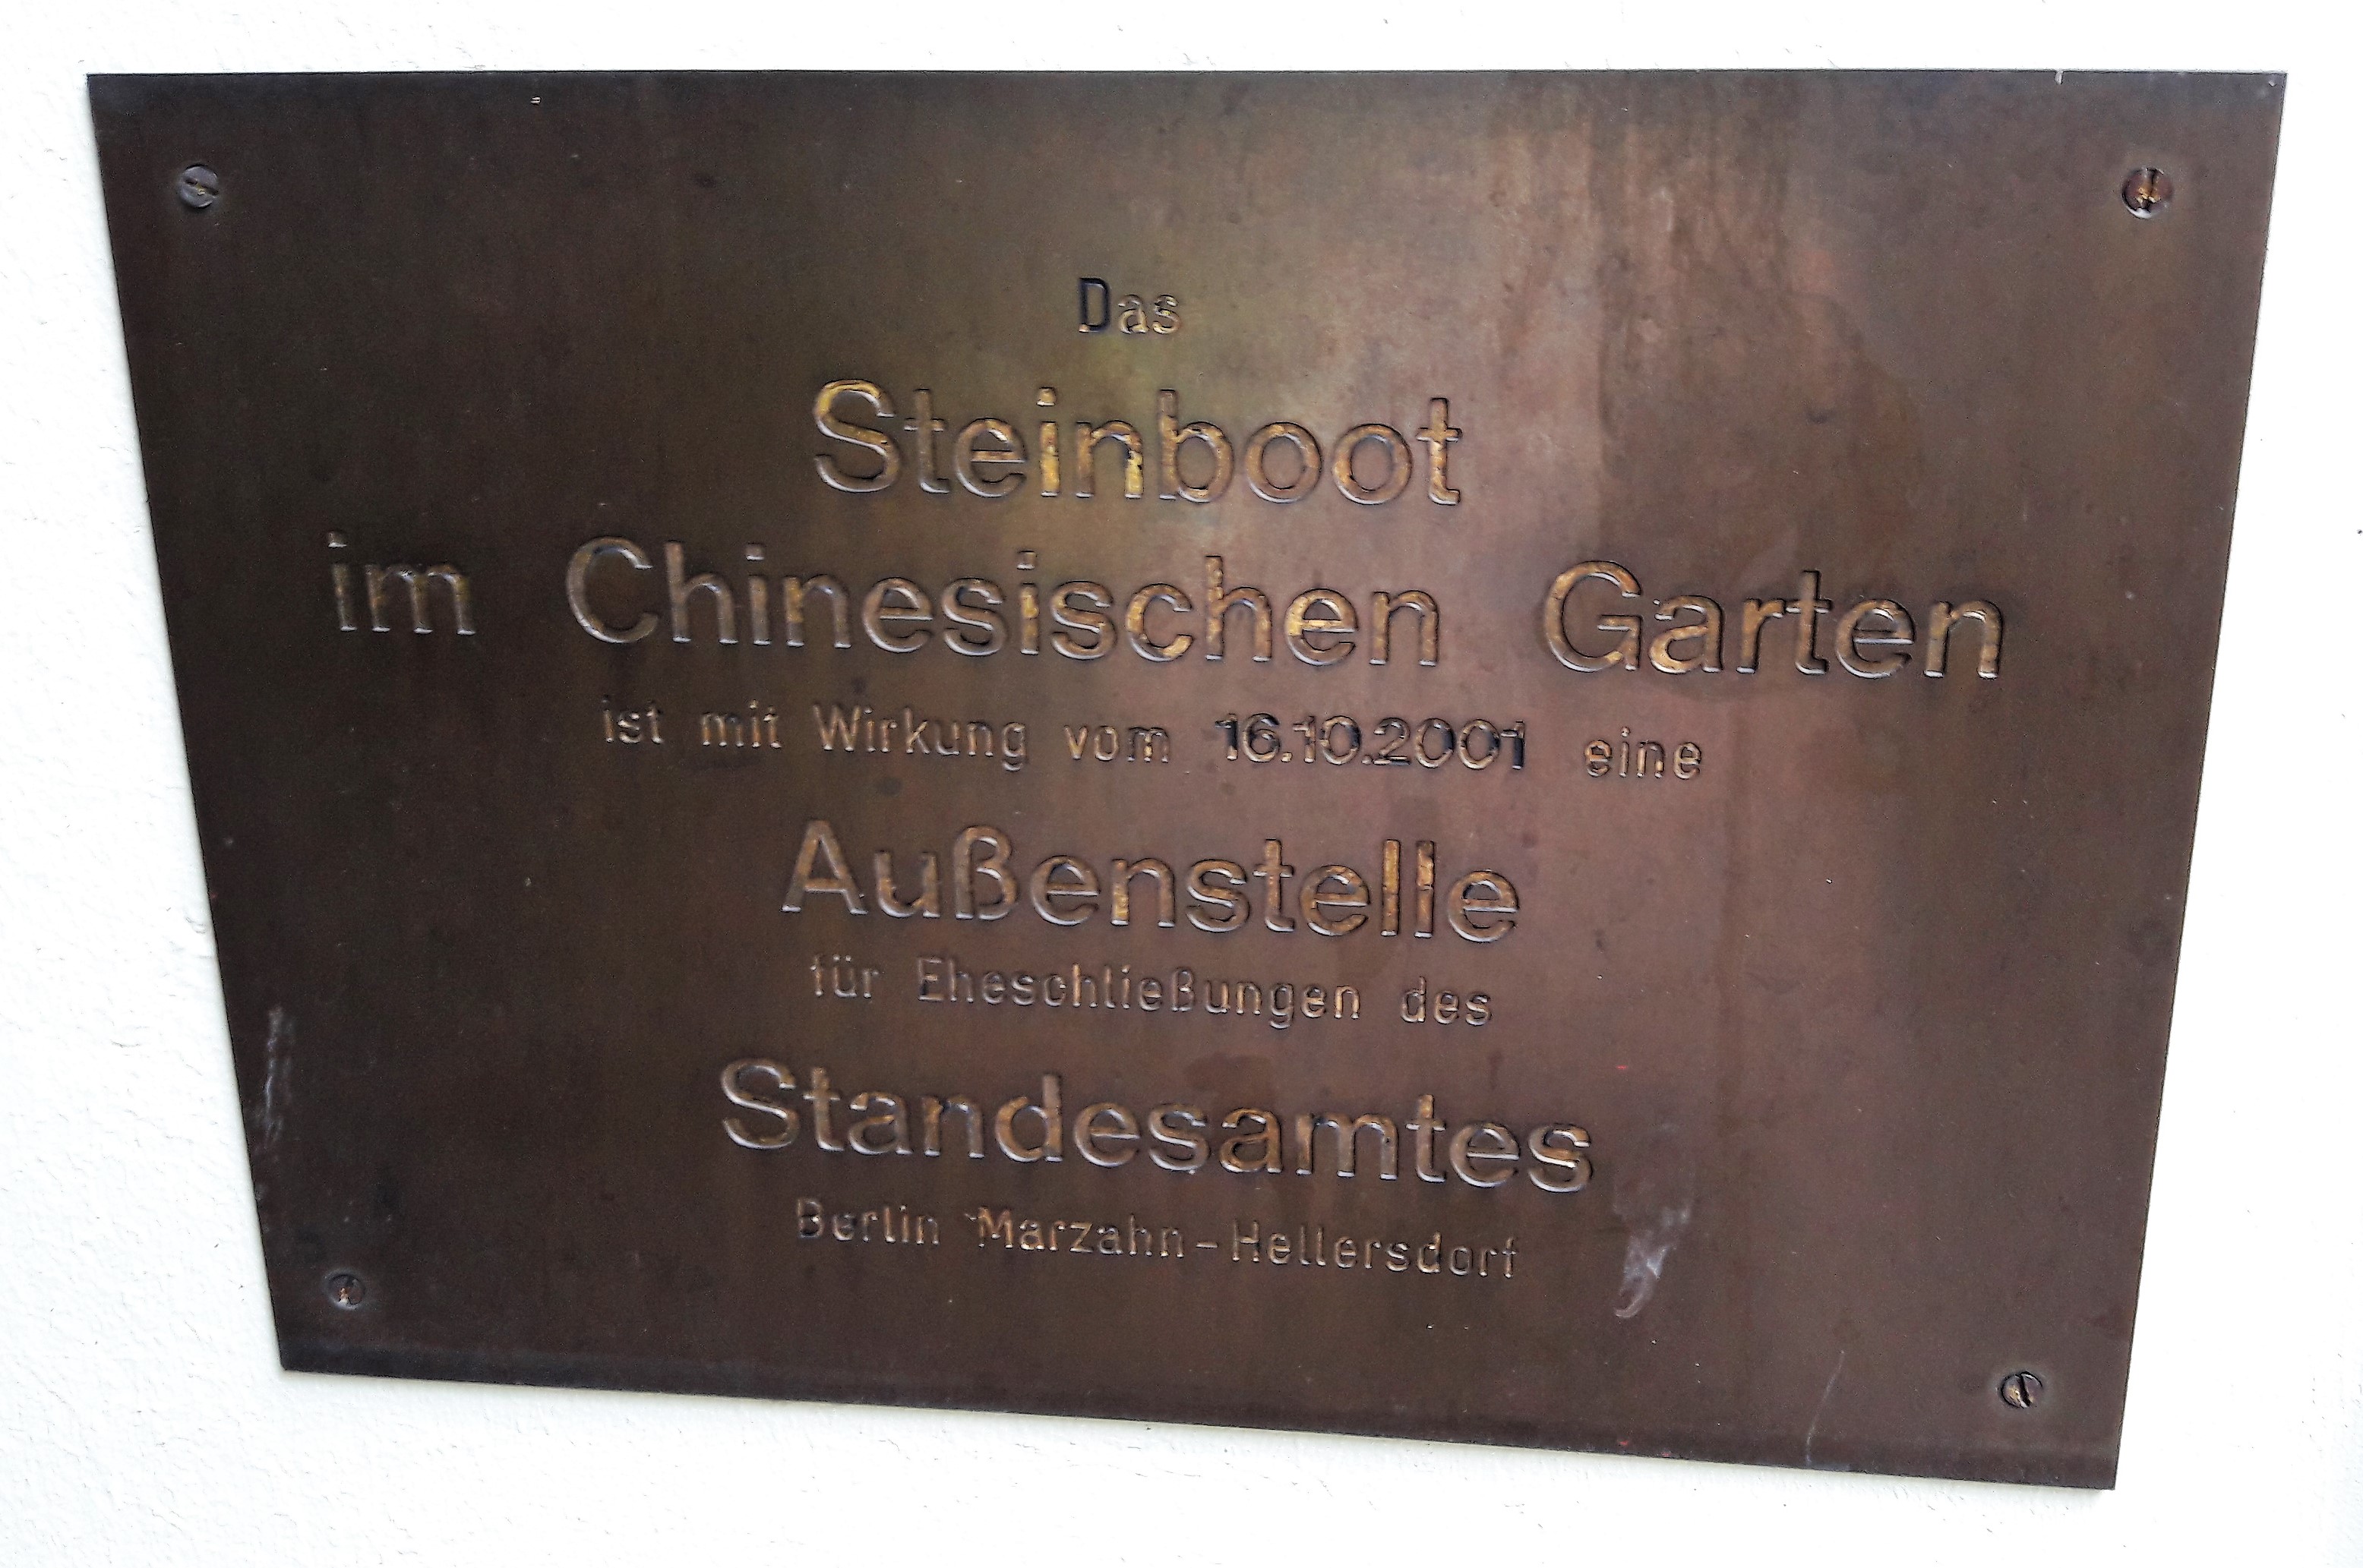 Das
Steinboot
im Chinesischen Garten
ist mit Wirkung vom 16.10.2001 eine
Außenstelle
für Eheschließungen des
Standesamtes
Berlin Marzahn-Hellersdorf